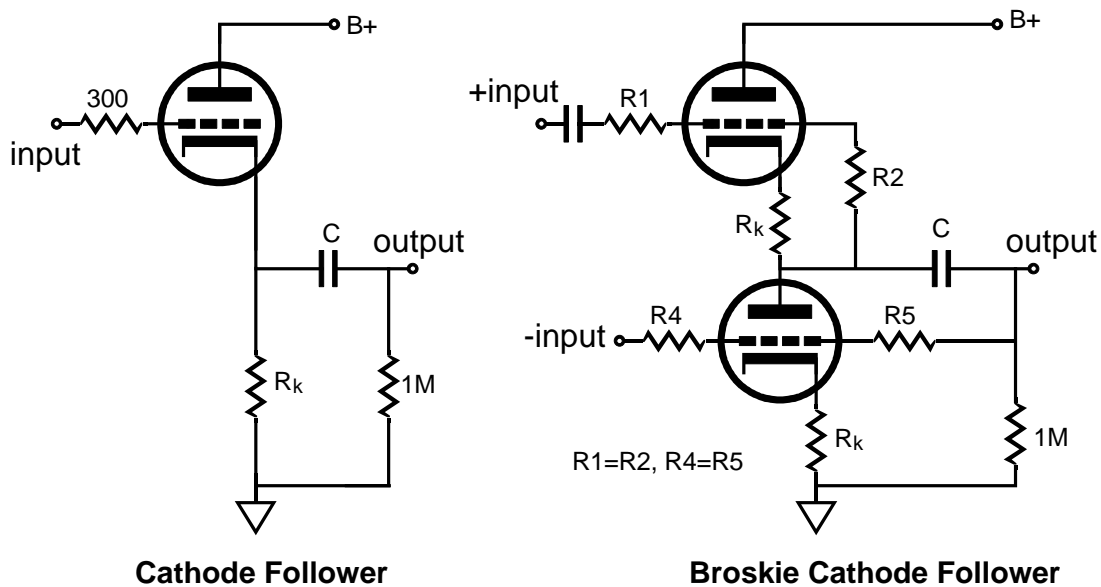 B+
300
input
C
output
Rk
1M
Cathode Follower
B+
+input
R1
R2
Rk
C
output
-input
R4
R5
Rk
1M
R1=R2, R4=R5
Broskie Cathode Follower